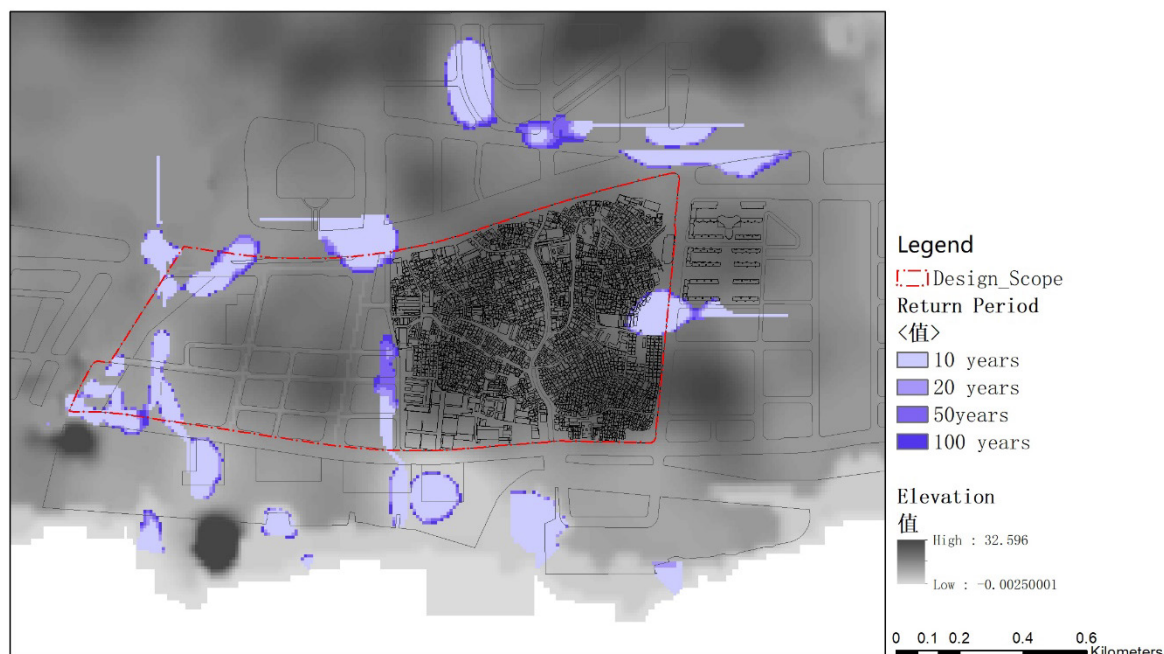 Legend
Design_Scope
Return Period
<值>
10 years
20 years
50years
100 years
Elevation
值
High : 32.596
Low : -0.00250001
0 0.1 0.2 0.4 0.6
Kilometers